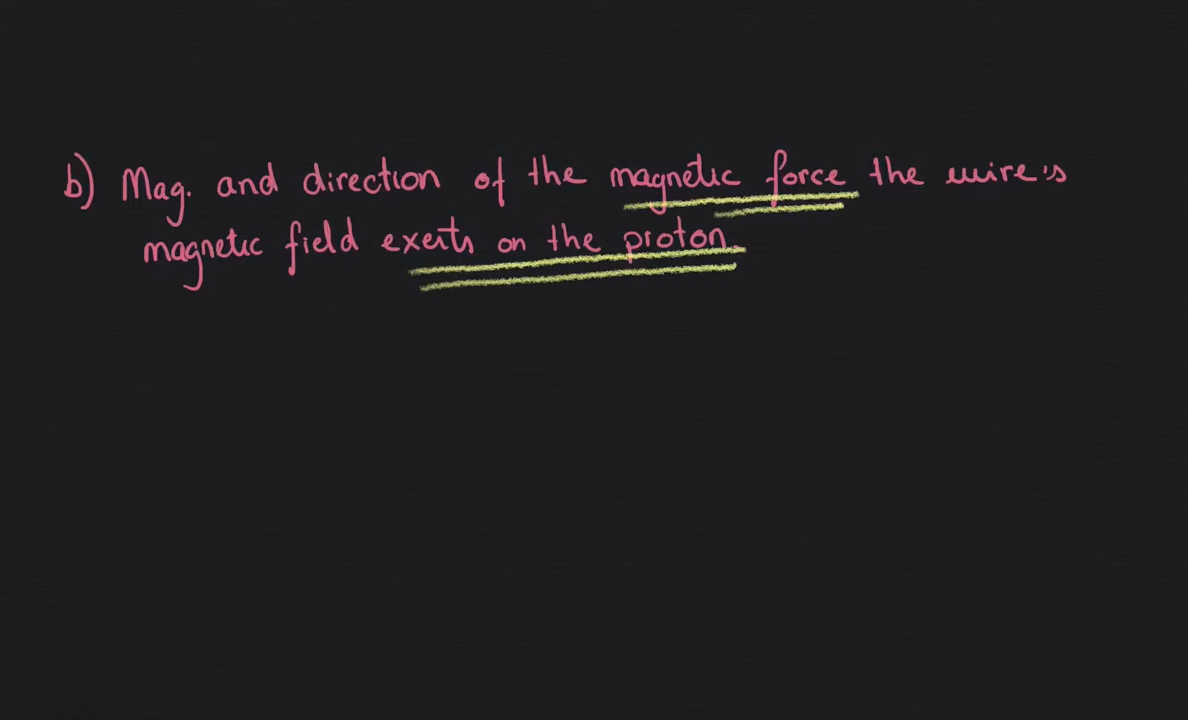 b) Mag. and direction of the magnetic force the wire's
magnetic field exerts on the proton.